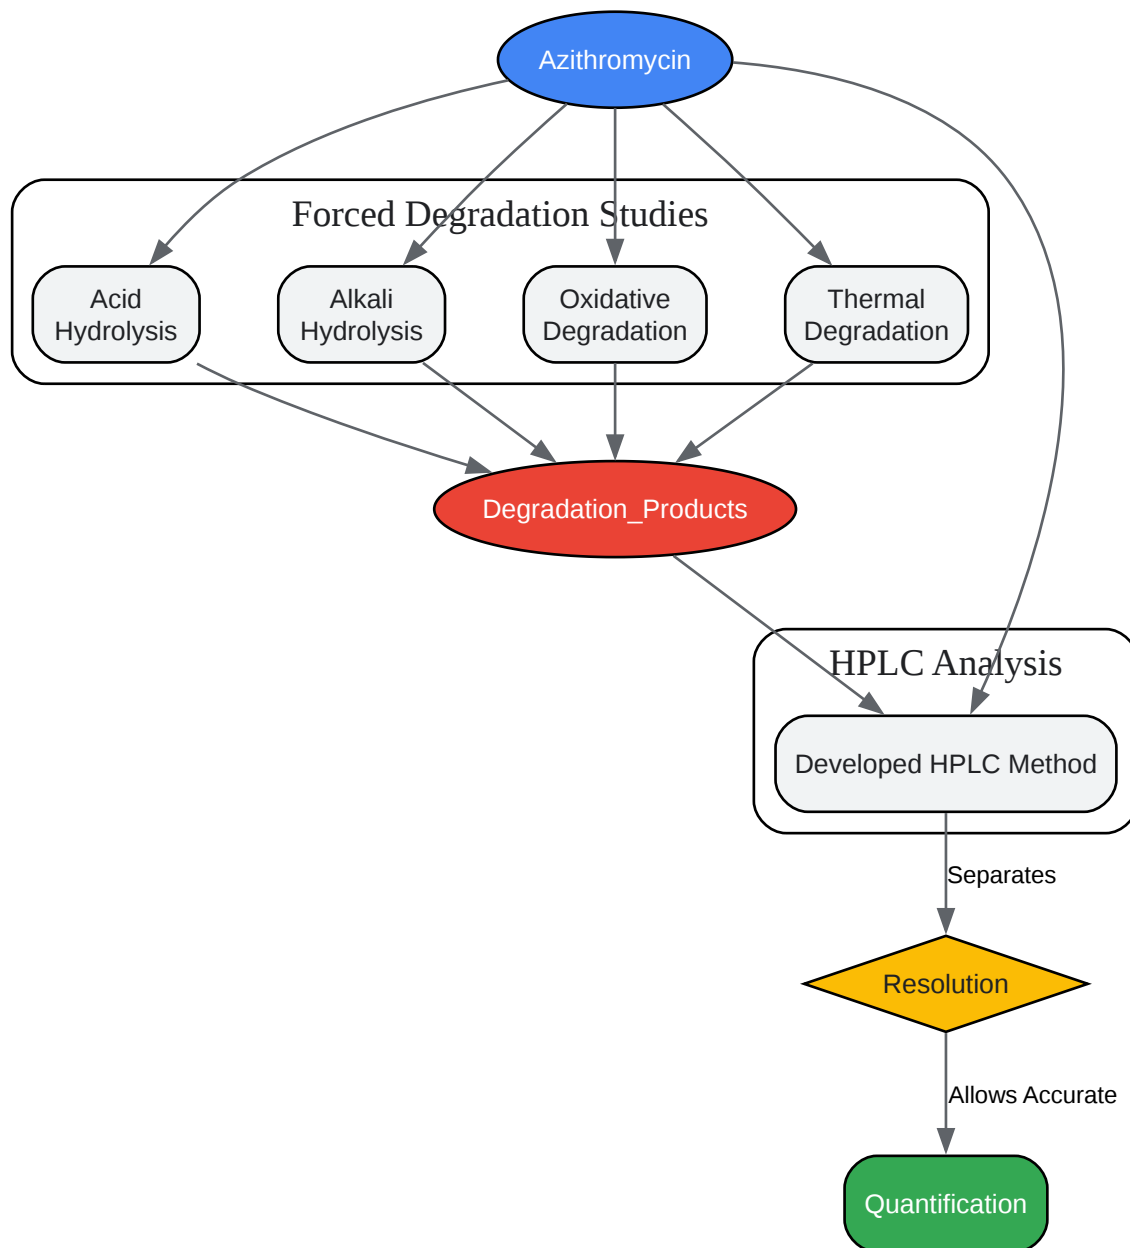 Azithromycin
Forced Degradation Studies
Acid
Hydrolysis
Alkali
Hydrolysis
Oxidative
Degradation
Thermal
Degradation
Degradation_Products
HPLC Analysis
Developed HPLC Method
Separates
Resolution
Allows Accurate
Quantification